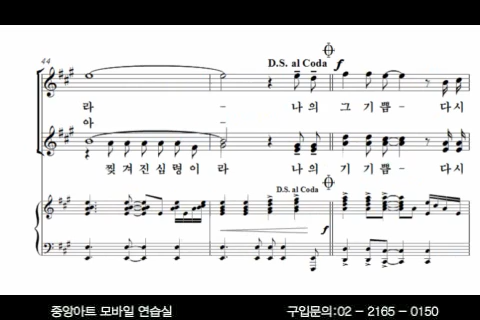 D.S. al Coda f
44
라 - - 나의 그 기쁨 - 다시
아 -
찢겨진심령이 라 나의 기 기쁨 - 다시
D.S. al Coda
f
중앙아트 모바일 연습실 구입문의:02 - 2165 - 0150